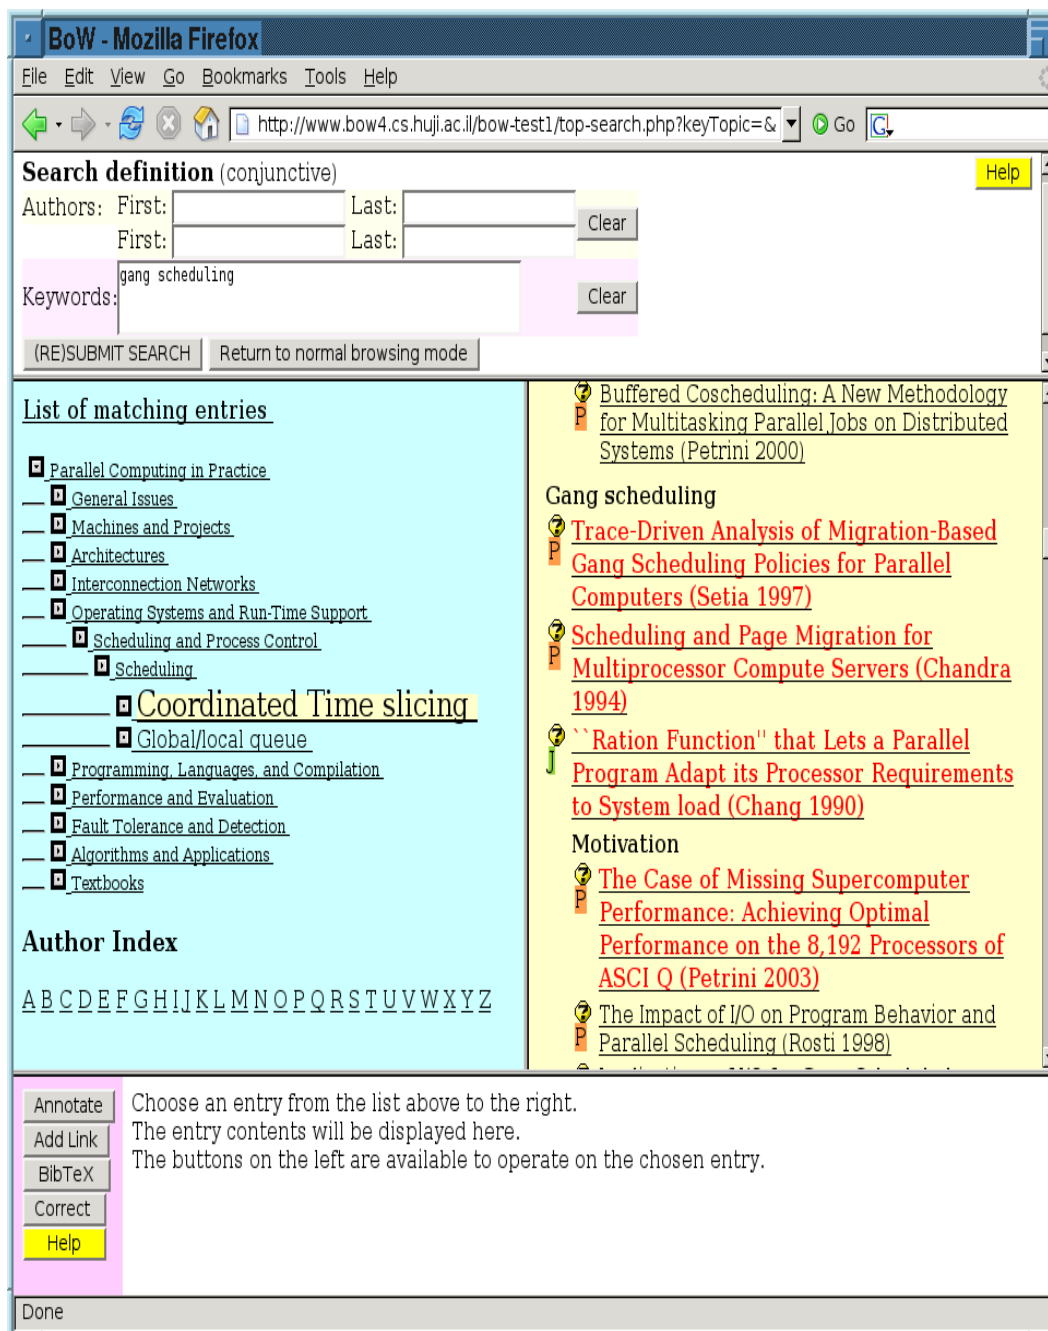 BoW - Mozilla Firefox
File Edit View Go Bookmarks Tools Help
http://www.bow4.cs.huji.ac.il/bow-test1/top-search.php?keyTopic=& Go G
Search definition (conjunctive) Help
Authors: First: Last: Clear
First: Last:
Keywords: gang scheduling Clear
(RE)SUBMIT SEARCH Return to normal browsing mode
List of matching entries
Parallel Computing in Practice
General Issues
Machines and Projects
Architectures
Interconnection Networks
Operating Systems and Run-Time Support
Scheduling and Process Control
Scheduling
Coordinated Time slicing
Global/local queue
Programming, Languages, and Compilation
Performance and Evaluation
Fault Tolerance and Detection
Algorithms and Applications
Textbooks
Author Index
A B C D E F G H I J K L M N O P Q R S T U V W X Y Z
? Buffered Coscheduling: A New Methodology
P for Multitasking Parallel Jobs on Distributed
Systems (Petrini 2000)
Gang scheduling
? Trace-Driven Analysis of Migration-Based
P Gang Scheduling Policies for Parallel
Computers (Setia 1997)
? Scheduling and Page Migration for
P Multiprocessor Compute Servers (Chandra
1994)
? ``Ration Function'' that Lets a Parallel
J Program Adapt its Processor Requirements
to System load (Chang 1990)
Motivation
? The Case of Missing Supercomputer
P Performance: Achieving Optimal
Performance on the 8,192 Processors of
ASCI Q (Petrini 2003)
? The Impact of I/O on Program Behavior and
P Parallel Scheduling (Rosti 1998)
Annotate
Add Link
BibTeX
Correct
Help
Choose an entry from the list above to the right.
The entry contents will be displayed here.
The buttons on the left are available to operate on the chosen entry.
Done